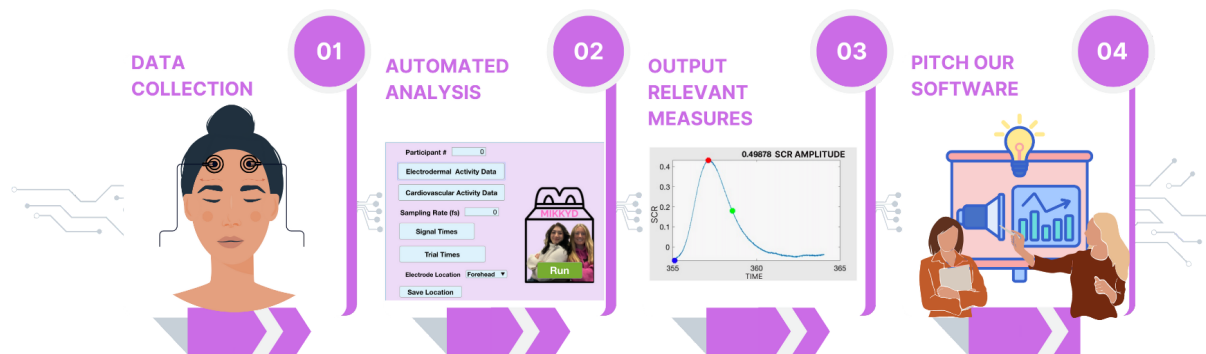 01
DATA
COLLECTION
02
AUTOMATED
ANALYSIS
Participant # 0
Electrodermal Activity Data
Cardiovascular Activity Data
Sampling Rate (fs) 0
Signal Times
Trial Times
Electrode Location Forehead
Save Location
MIKKYD
Run
03
OUTPUT
RELEVANT
MEASURES
0.49878 SCR AMPLITUDE
0.4
0.3
0.2
0.1
0
SCR
355
360
365
TIME
04
PITCH OUR
SOFTWARE